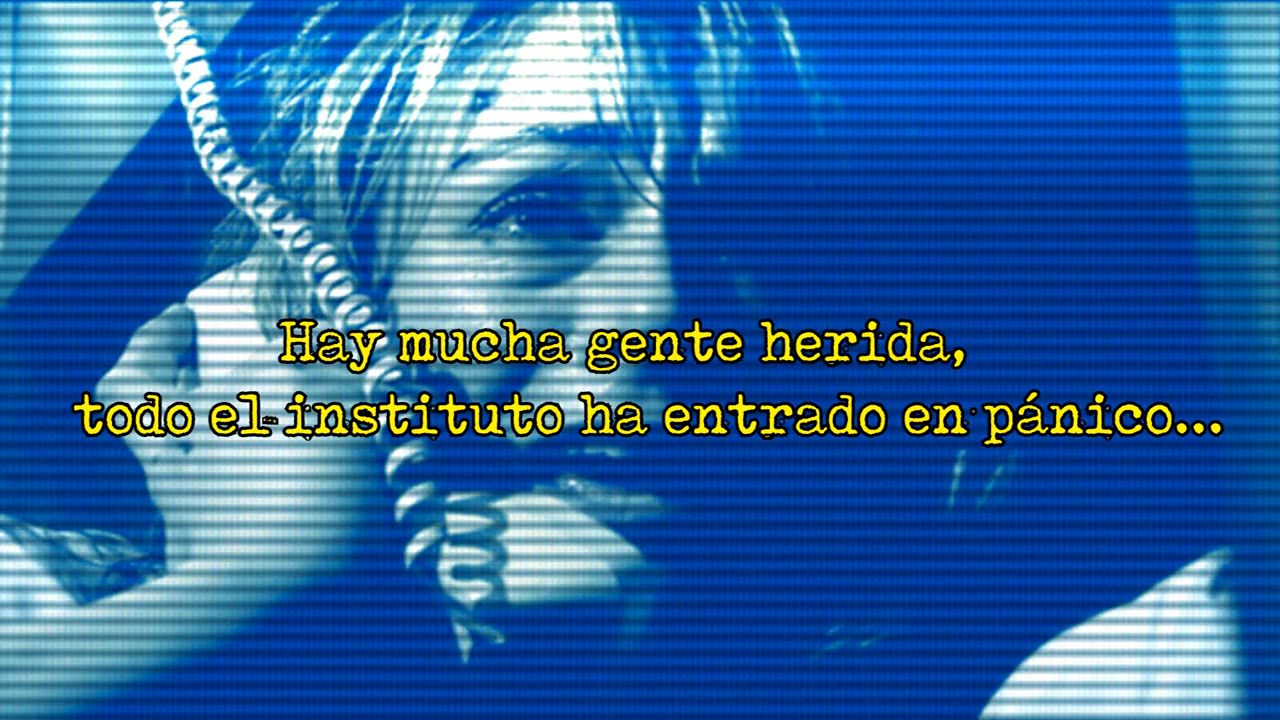 Hay mucha gente herida,
todo el instituto ha entrado en pánico...